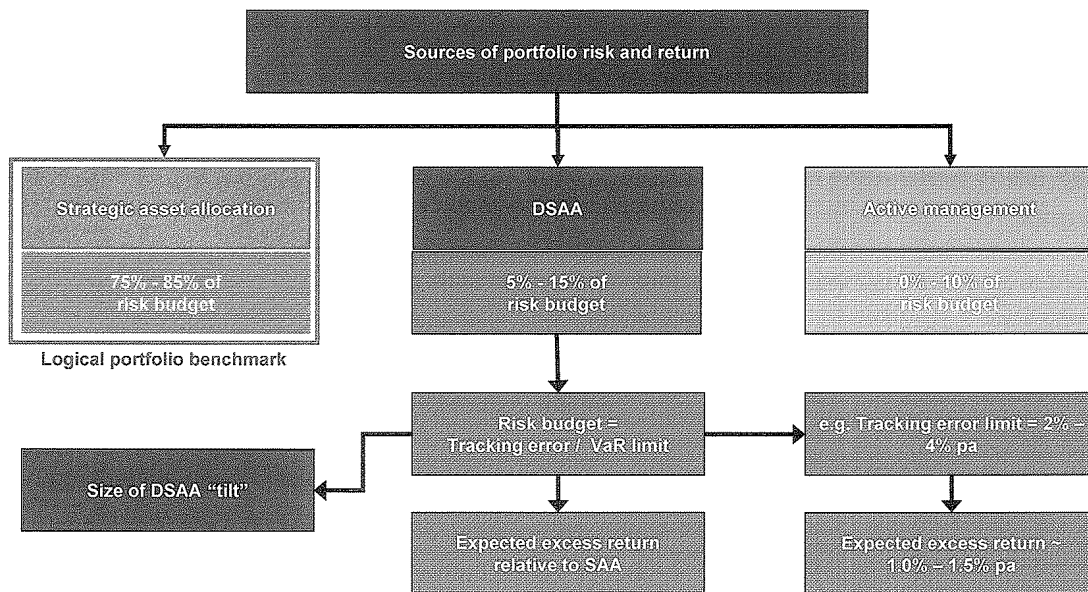 Sources of portfolio risk and return
Strategic asset allocation
75% - 85% of
risk budget
Logical portfolio benchmark
DSAA
5% - 15% of
risk budget
Active management
0% - 10% of
risk budget
Risk budget =
Tracking error / VaR limit
e.g. Tracking error limit = 2% –
4% pa
Size of DSAA “tilt”
Expected excess return
relative to SAA
Expected excess return ~
1.0% – 1.5% pa